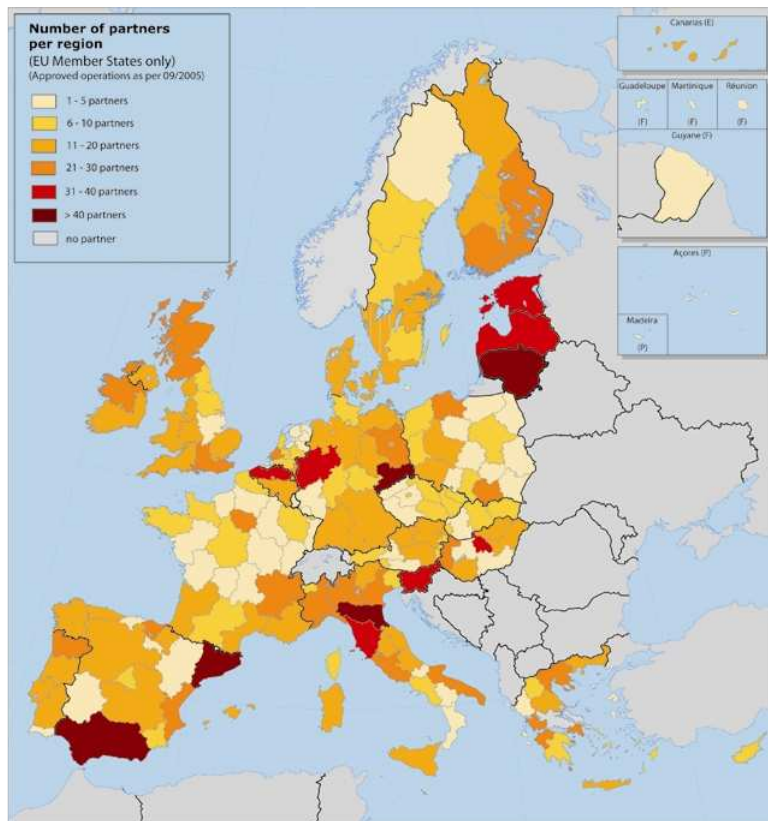 Number of partners
per region
(EU Member States only)
(Approved operations as per 09/2005)
1 - 5 partners
6 - 10 partners
11 - 20 partners
21 - 30 partners
31 - 40 partners
> 40 partners
no partner
Canarias (E)
Guadeloupe Martinique Réunion
(F) (F) (F)
Guyane (F)
Açores (P)
Madeira
(P)